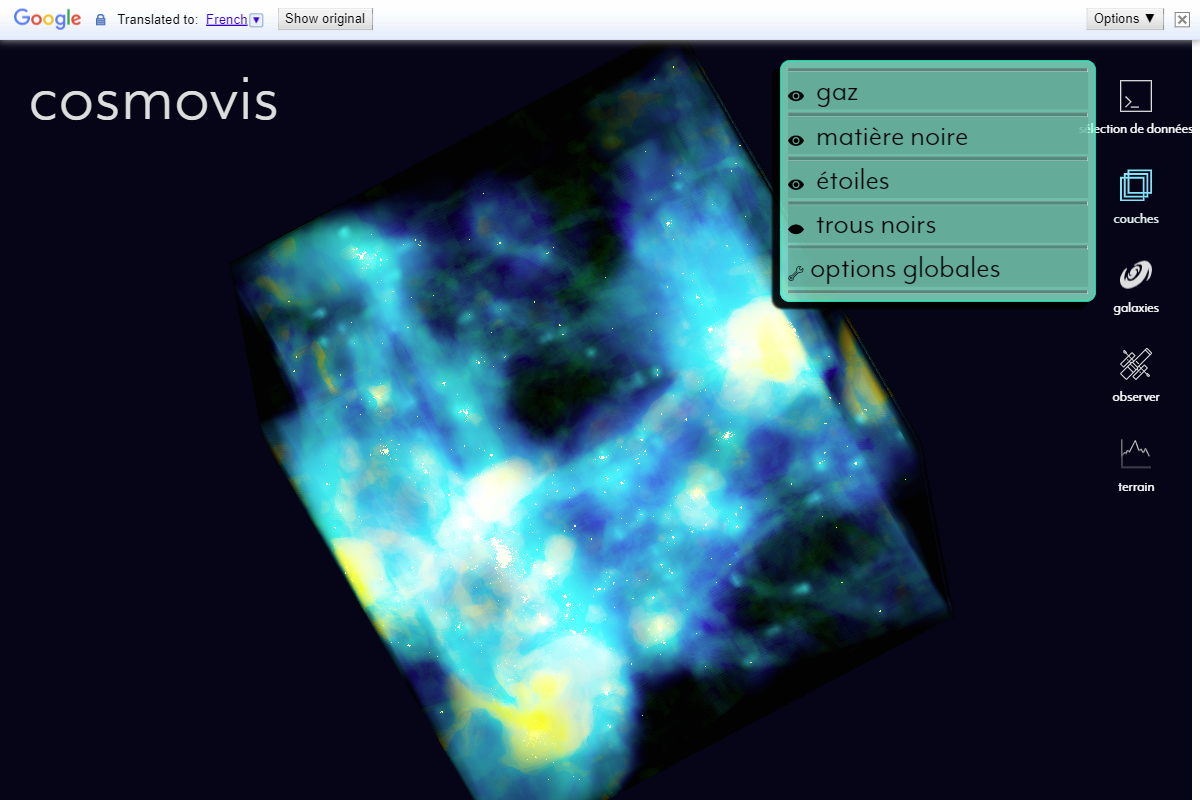 Google Translated to: French Show original Options ▼
cosmovis
gaz
matière noire
étoiles
trous noirs
options globales
sélection de données
couches
galaxies
observer
terrain